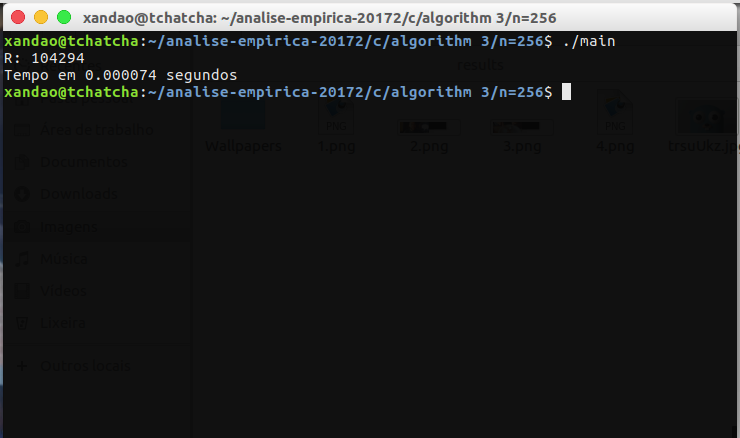 xandao@tchatcha: ~/analise-empirica-20172/c/algorithm 3/n=256
xandao@tchatcha:~/analise-empirica-20172/c/algorithm 3/n=256$ ./main
R: 104294
Tempo em 0.000074 segundos
xandao@tchatcha:~/analise-empirica-20172/c/algorithm 3/n=256$
results
Área de trabalho
Documentos
Downloads
Imagens
Música
Vídeos
Lixeira
+ Outros locais
Wallpapers
1.png
2.png
3.png
4.png